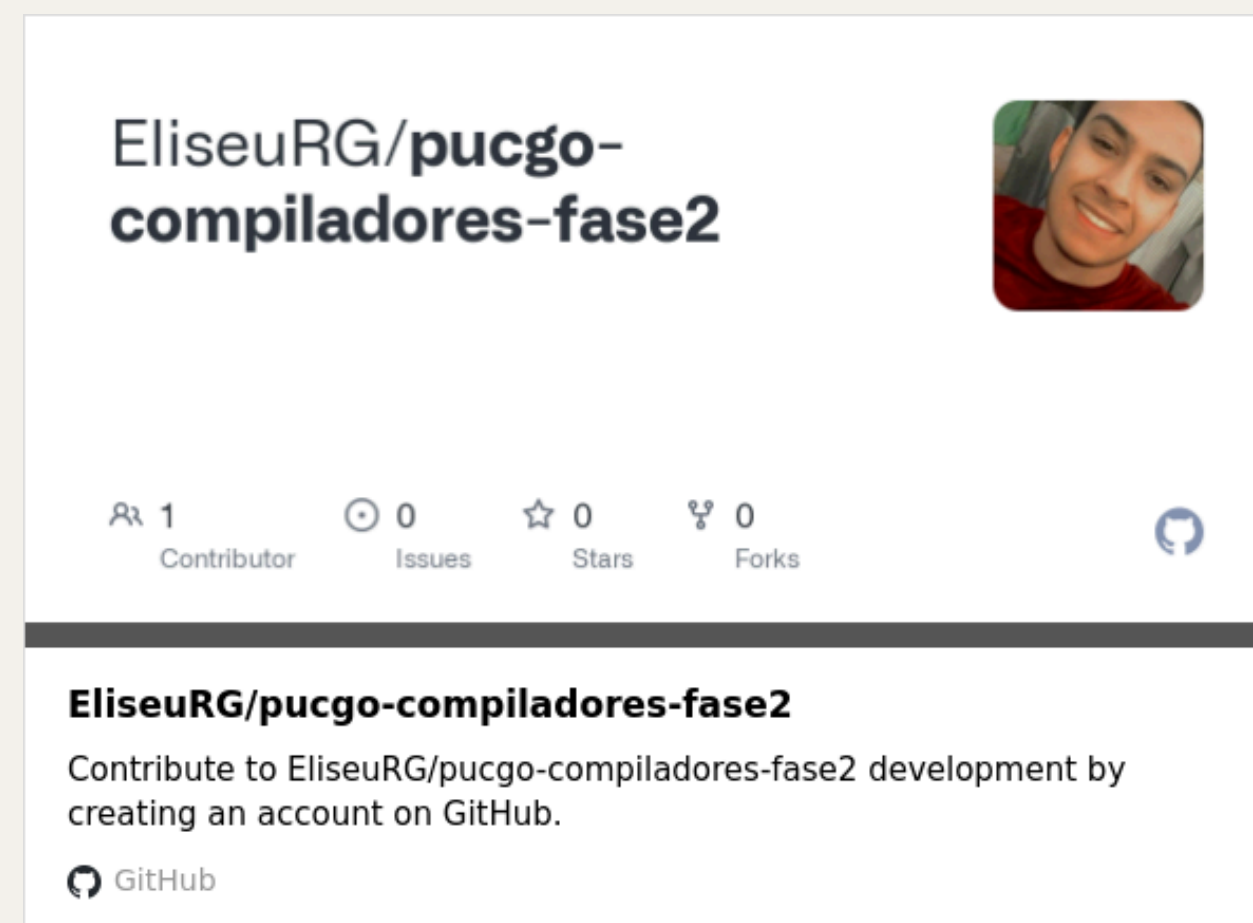 EliseuRG/pucgo-
compiladores-fase2
1
Contributor
0
Issues
0
Stars
0
Forks
EliseuRG/pucgo-compiladores-fase2
Contribute to EliseuRG/pucgo-compiladores-fase2 development by
creating an account on GitHub.
GitHub